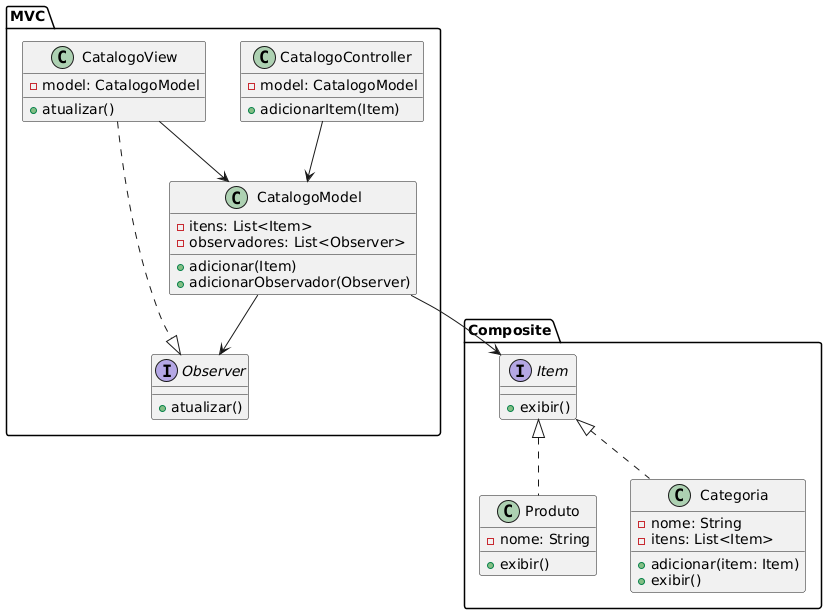 MVC
C CatalogoView
model: CatalogoModel
atualizar()
C CatalogoController
model: CatalogoModel
adicionarItem(Item)
C CatalogoModel
itens: List<Item>
observadores: List<Observer>
adicionar(Item)
adicionarObservador(Observer)
I Observer
atualizar()
Composite
I Item
exibir()
C Produto
nome: String
exibir()
C Categoria
nome: String
itens: List<Item>
adicionar(item: Item)
exibir()